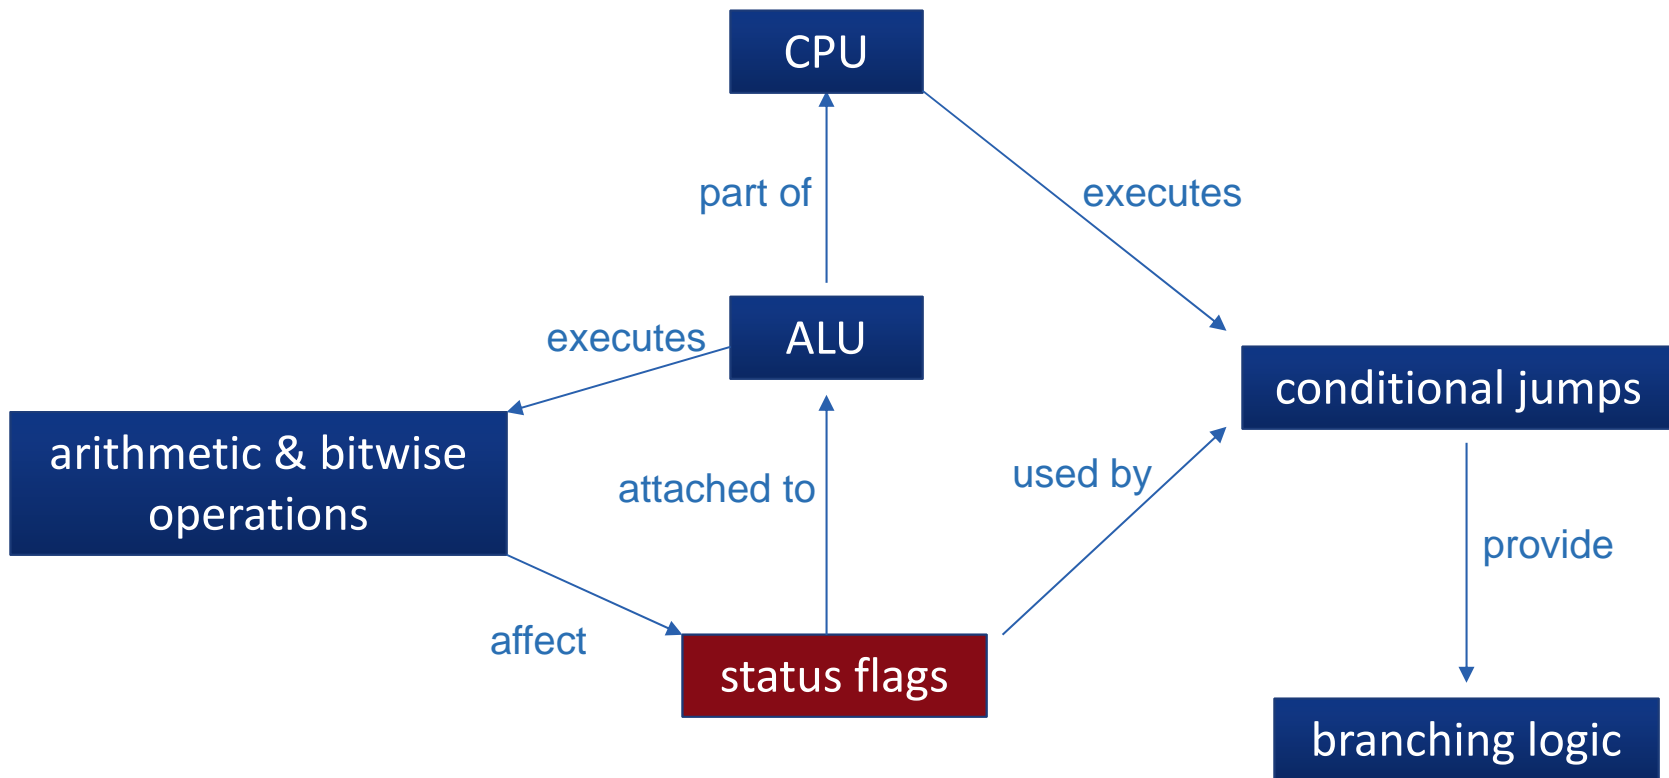 CPU
part of
executes
executes
ALU
conditional jumps
arithmetic & bitwise
operations
attached to
used by
provide
affect
status flags
branching logic